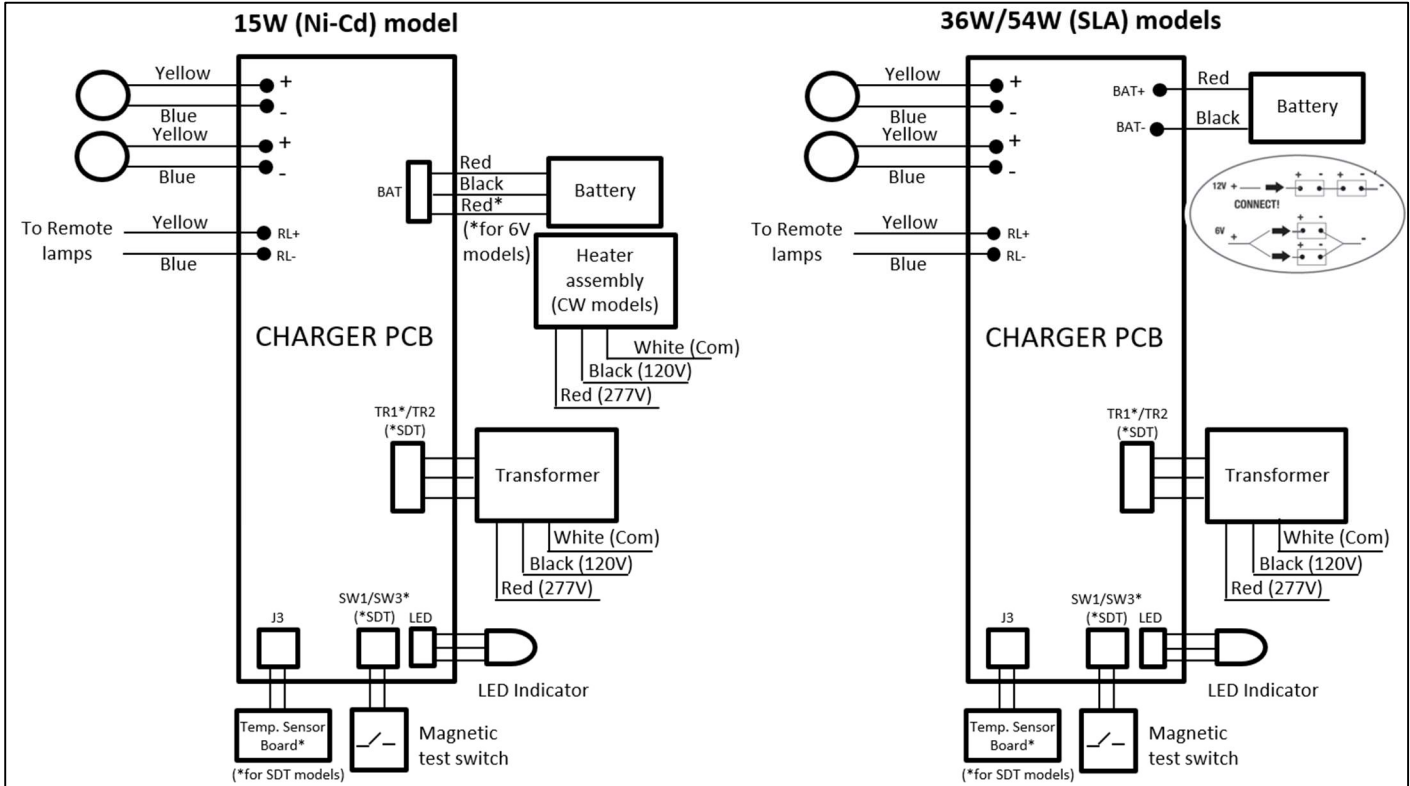 15W (Ni-Cd) model
Yellow
+
Blue
-
Yellow
+
Blue
-
To Remote
lamps
Yellow
RL+
Blue
RL-
BAT
Red
Black
Red*
(*for 6V
models)
Battery
Heater
assembly
(CW models)
White (Com)
Black (120V)
Red (277V)
CHARGER PCB
TR1*/TR2
(*SDT)
Transformer
White (Com)
Black (120V)
Red (277V)
J3
SW1/SW3*
(*SDT)
LED
LED Indicator
Temp. Sensor
Board*
(*for SDT models)
Magnetic
test switch
36W/54W (SLA) models
Yellow
+
Blue
-
Yellow
+
Blue
-
To Remote
lamps
Yellow
RL+
Blue
RL-
BAT+
Red
BAT-
Black
Battery
12V + + - + - -
CONNECT!
+ -
6V + -
+ -
CHARGER PCB
TR1*/TR2
(*SDT)
Transformer
White (Com)
Black (120V)
Red (277V)
J3
SW1/SW3*
(*SDT)
LED
LED Indicator
Temp. Sensor
Board*
(*for SDT models)
Magnetic
test switch